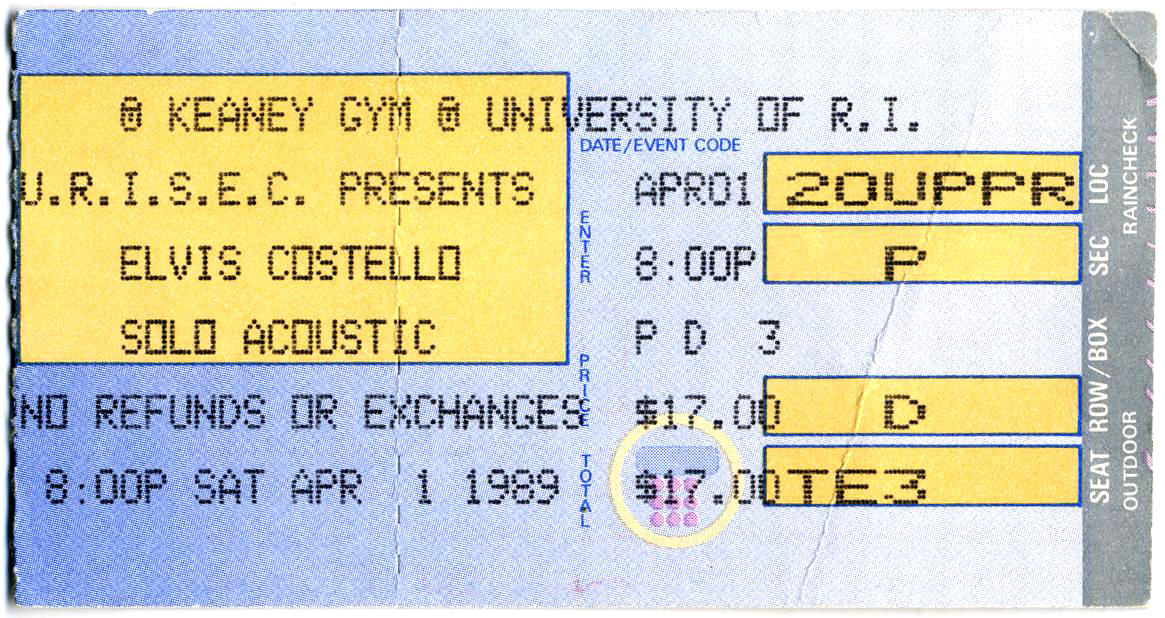 @ KEANEY GYM @ UNIVERSITY OF R.I.
DATE/EVENT CODE
U.R.I.S.E.C. PRESENTS
APR01
20UPPR
LOC
RAINCHECK
ENTER
ELVIS COSTELLO
8:00P
P
SEC
SOLO ACOUSTIC
P D 3
PRICE
NO REFUNDS OR EXCHANGES
$17.00
D
ROW/BOX
8:00P SAT APR 1 1989
TOTAL
$17.00
TE3
SEAT
OUTDOOR